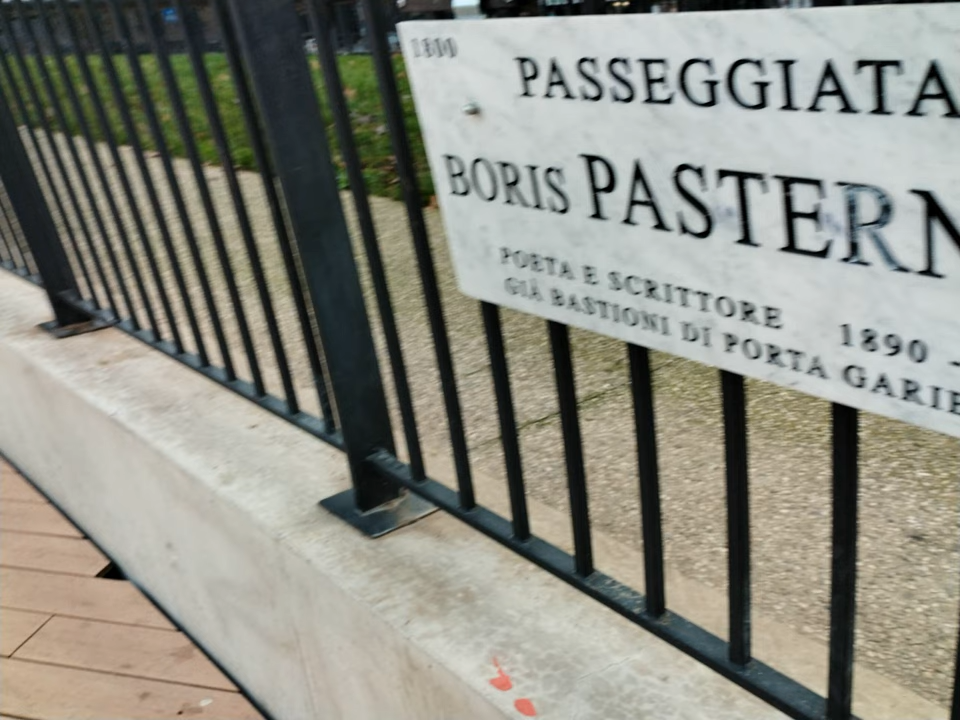 1800
PASSEGGIATA
BORIS PASTERN
POETA E SCRITTORE 1890 -
GIÀ BASTIONI DI PORTA GARIB